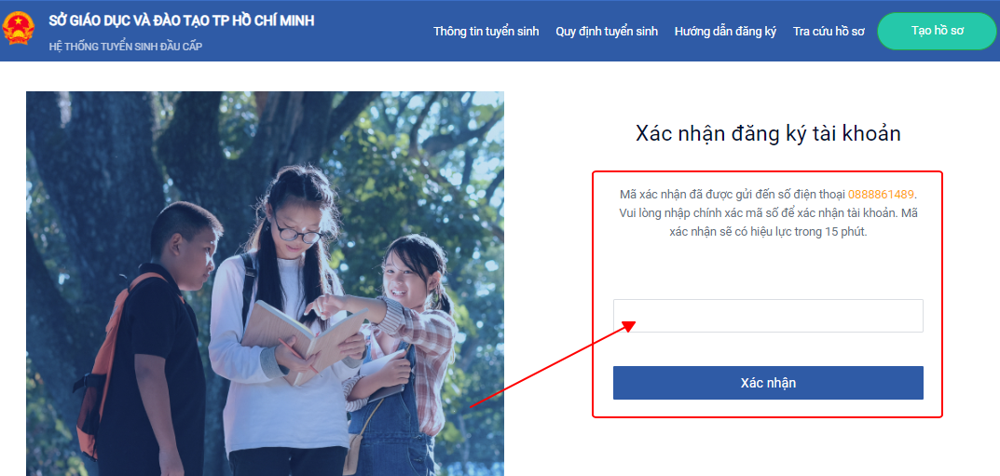 SỞ GIÁO DỤC VÀ ĐÀO TẠO TP HỒ CHÍ MINH
HỆ THỐNG TUYỂN SINH ĐẦU CẤP
Thông tin tuyển sinh
Quy định tuyển sinh
Hướng dẫn đăng ký
Tra cứu hồ sơ
Tạo hồ sơ
Xác nhận đăng ký tài khoản
Mã xác nhận đã được gửi đến số điện thoại 0888861489.
Vui lòng nhập chính xác mã số để xác nhận tài khoản. Mã
xác nhận sẽ có hiệu lực trong 15 phút.
Xác nhận